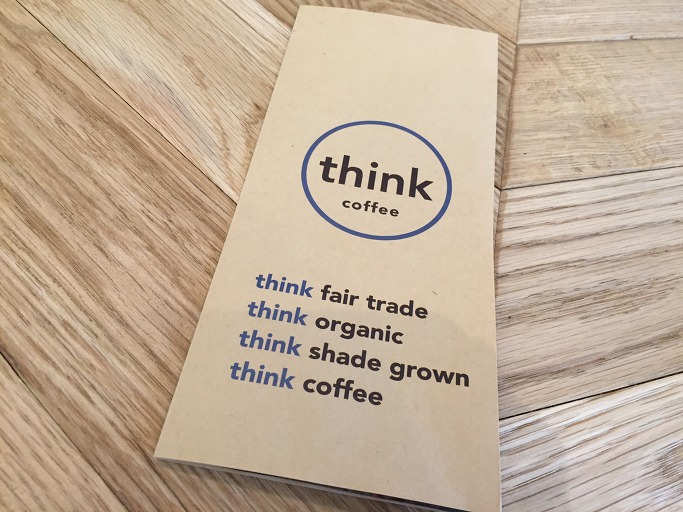 think
coffee
think fair trade
think organic
think shade grown
think coffee